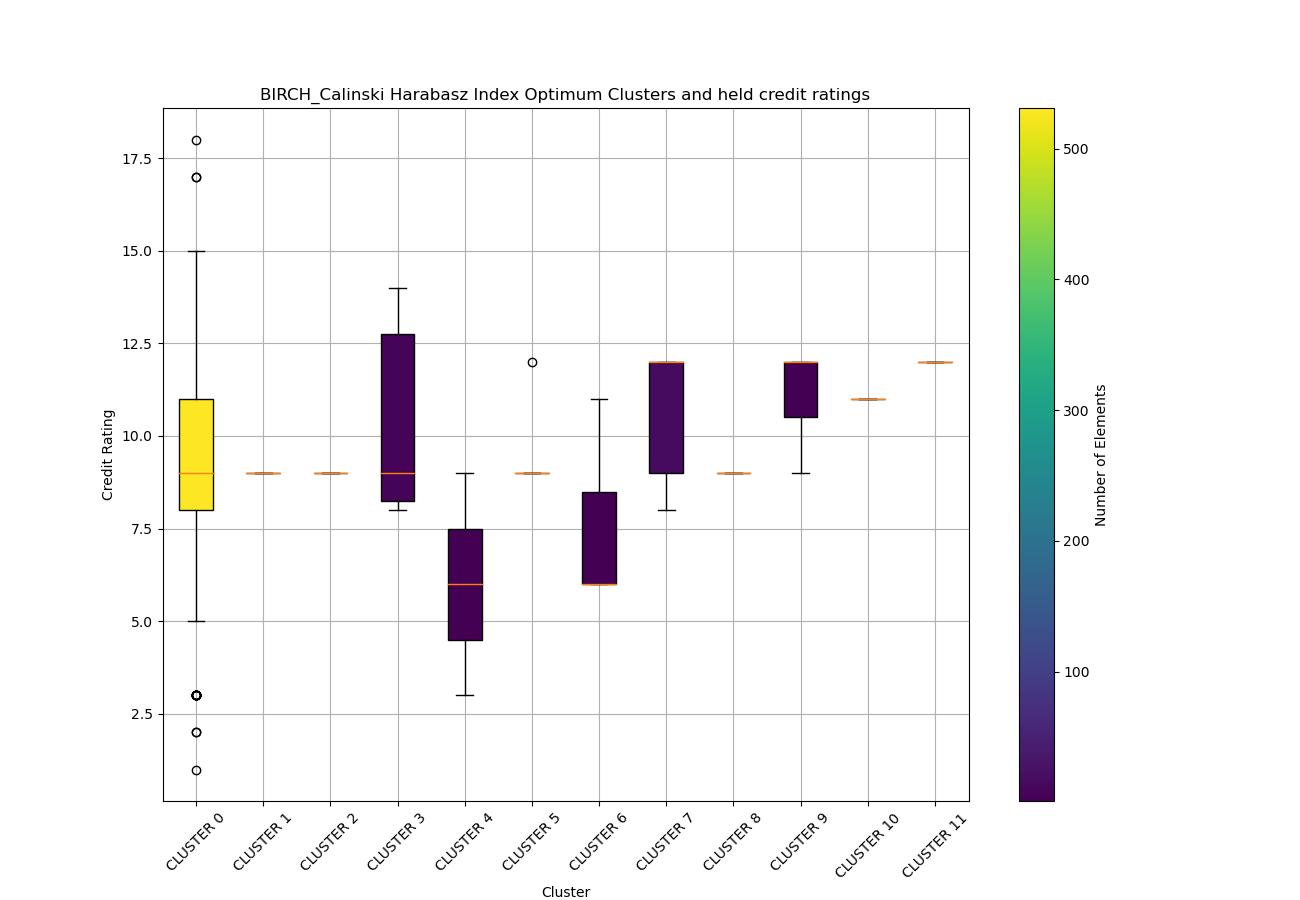 BIRCH_Calinski Harabasz Index Optimum Clusters and held credit ratings
17.5
15.0
12.5
10.0
7.5
5.0
2.5
Credit Rating
CLUSTER 0
CLUSTER 1
CLUSTER 2
CLUSTER 3
CLUSTER 4
CLUSTER 5
CLUSTER 6
CLUSTER 7
CLUSTER 8
CLUSTER 9
CLUSTER 10
CLUSTER 11
Cluster
500
400
300
200
100
Number of Elements